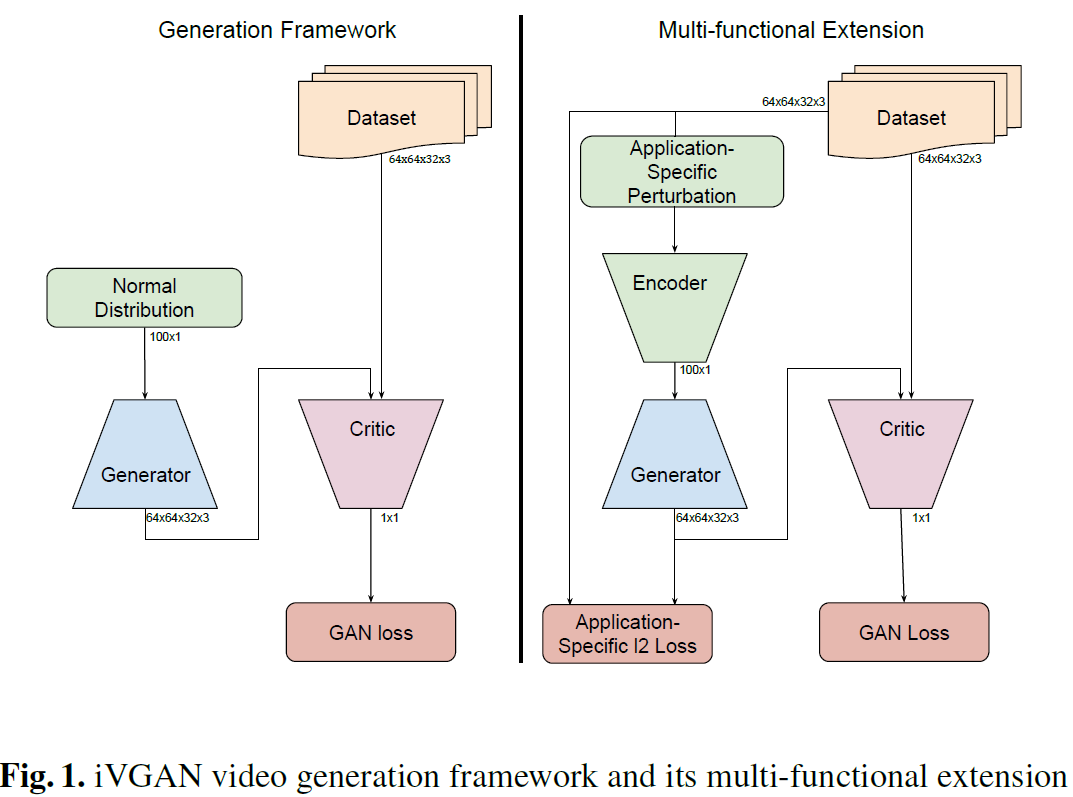 Generation Framework
Dataset
64x64x32x3
Normal
Distribution
100x1
Generator
64x64x32x3
Critic
1x1
GAN loss
Multi-functional Extension
64x64x32x3
Dataset
64x64x32x3
Application-
Specific
Perturbation
Encoder
100x1
Generator
64x64x32x3
Critic
1x1
Application-
Specific l2 Loss
GAN Loss
Fig. 1. iVGAN video generation framework and its multi-functional extension